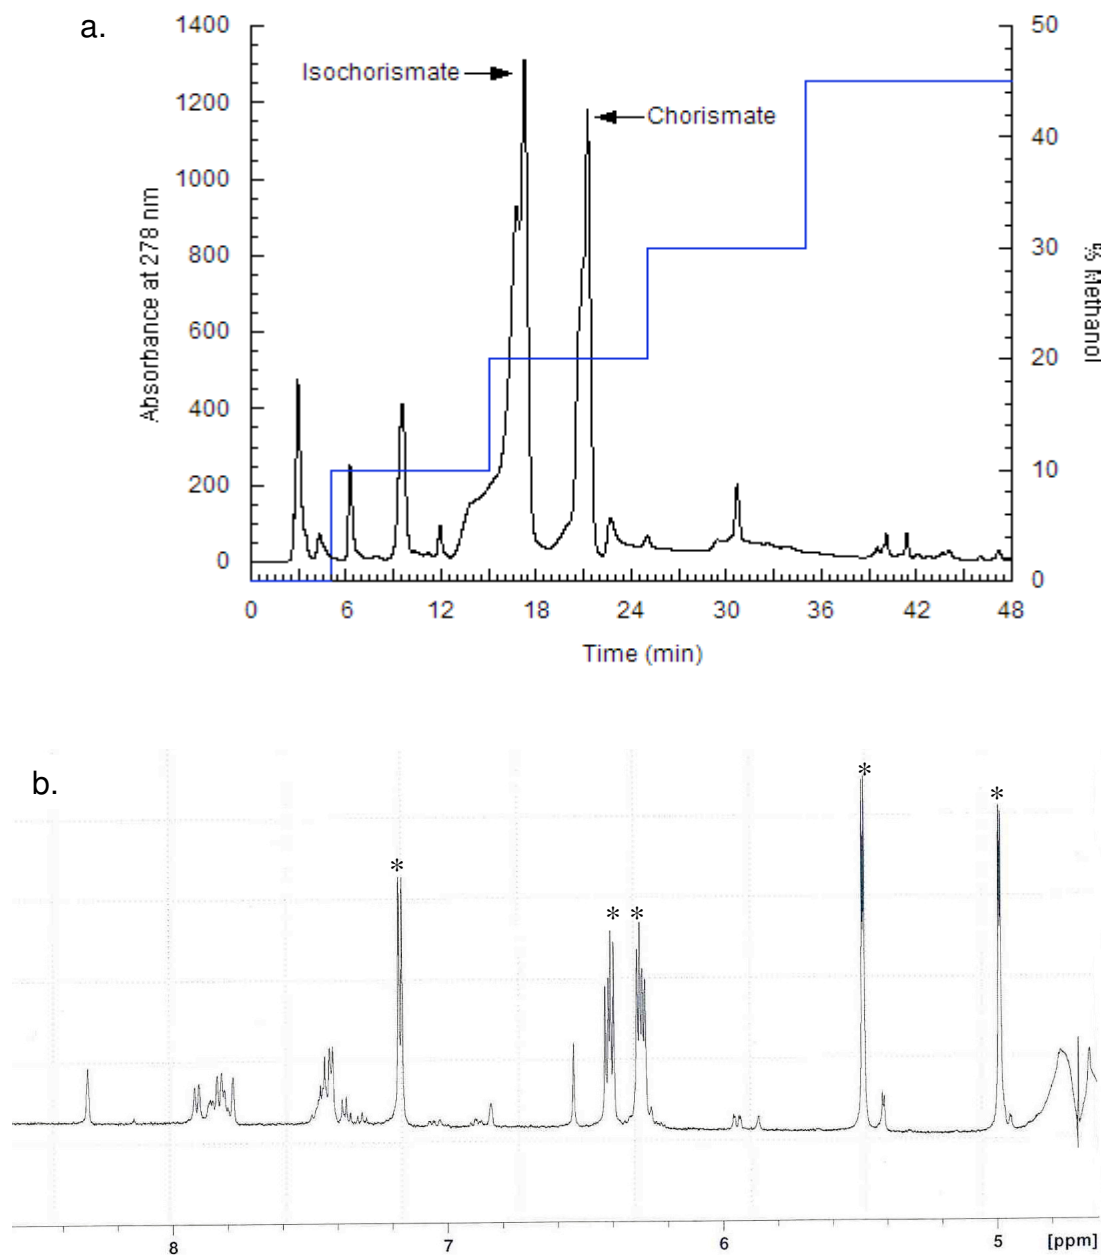 a.
1400
1200
1000
800
600
400
200
0
Absorbance at 278 nm
Isochorismate
Chorismate
50
40
30
20
10
0
% Methanol
0 6 12 18 24 30 36 42 48
Time (min)
b.
*
* *
*
*
8 7 6 5 [ppm]